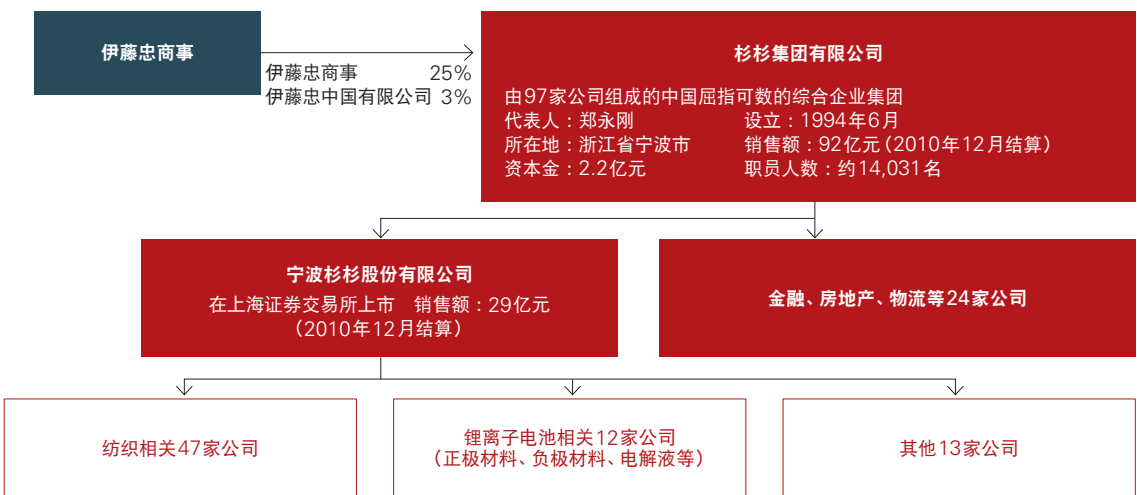 伊藤忠商事
伊藤忠商事 25%
伊藤忠中国有限公司 3%
杉杉集团有限公司
由97家公司组成的中国屈指可数的综合企业集团
代表人：郑永刚 设立：1994年6月
所在地：浙江省宁波市 销售额：92亿元（2010年12月结算）
资本金：2.2亿元 职员人数：约14,031名
宁波杉杉股份有限公司
在上海证券交易所上市 销售额：29亿元
（2010年12月结算）
金融、房地产、物流等24家公司
纺织相关47家公司
锂离子电池相关12家公司
（正极材料、负极材料、电解液等）
其他13家公司